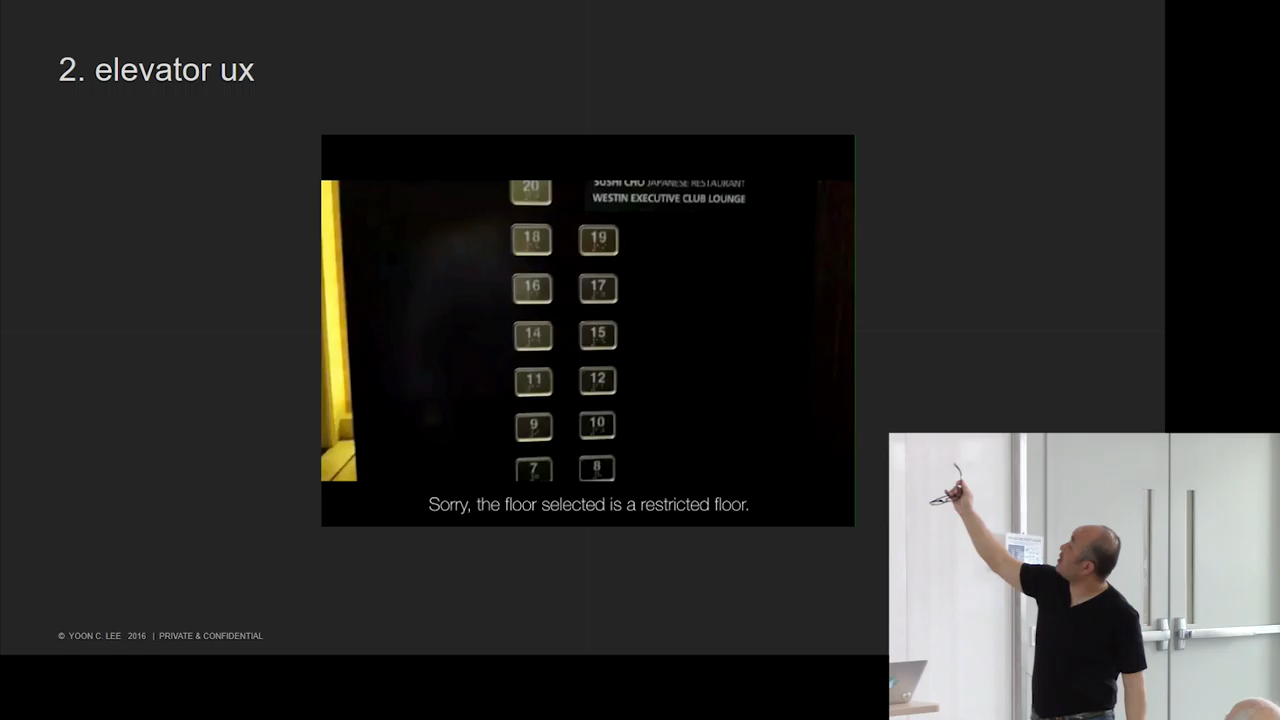 2. elevator ux
20
SUSHI CHO JAPANESE RESTAURANT
WESTIN EXECUTIVE CLUB LOUNGE
18 19
16 17
14 15
11 12
9 10
7 8
Sorry, the floor selected is a restricted floor.
© YOON C. LEE 2016 | PRIVATE & CONFIDENTIAL